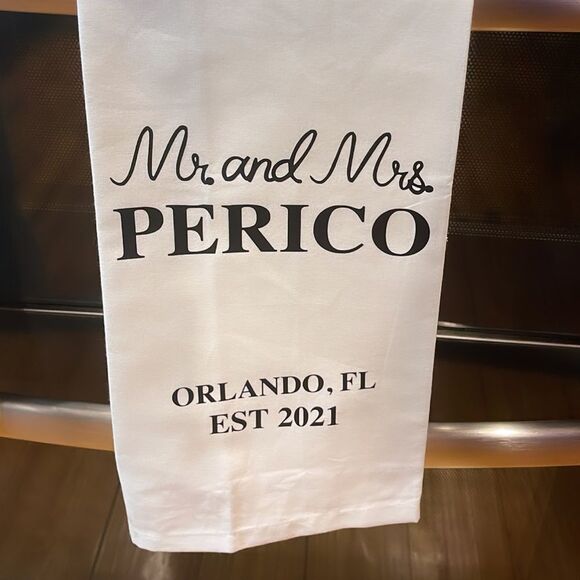 Mr. and Mrs.
PERICO
ORLANDO, FL
EST 2021